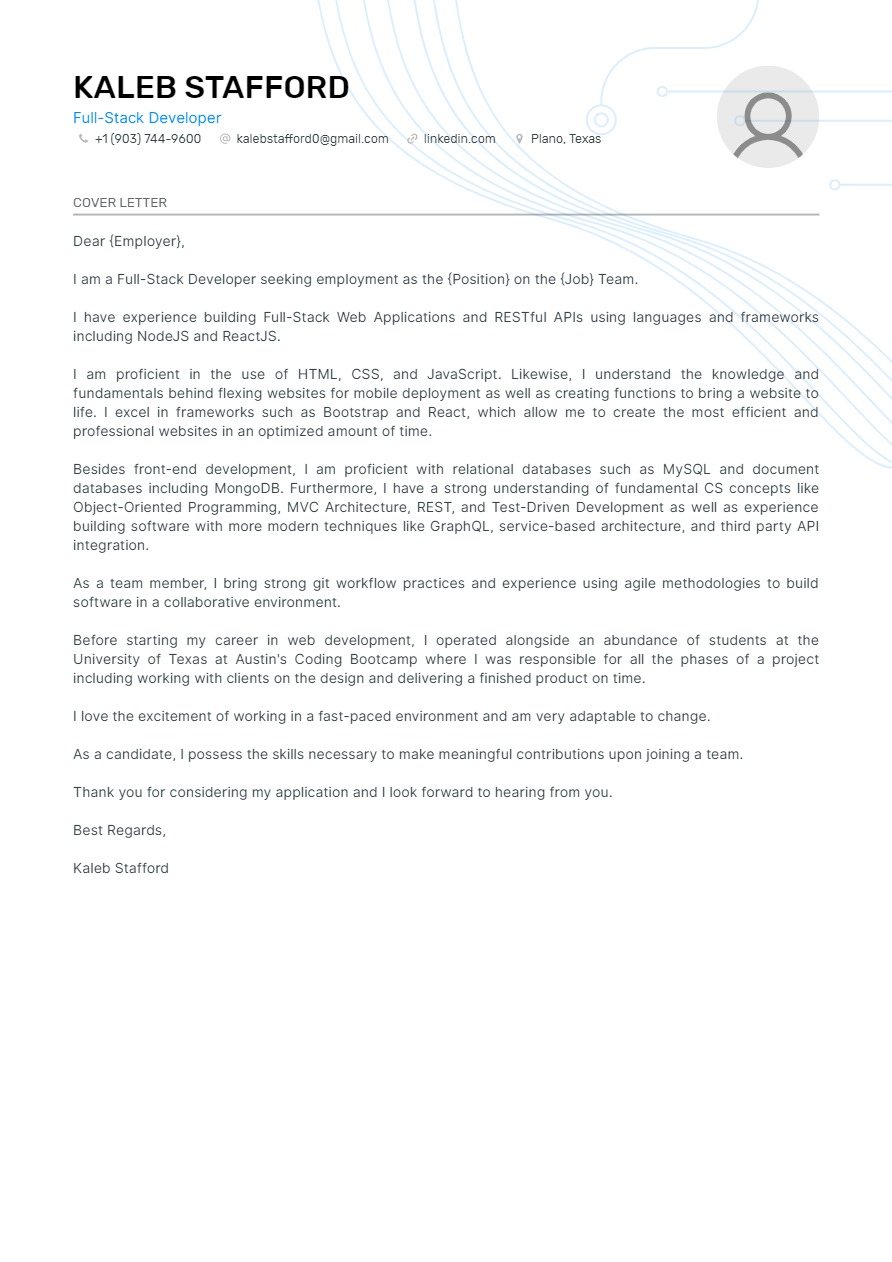 KALEB STAFFORD
Full-Stack Developer
+1 (903) 744-9600 @ kalebstafford0@gmail.com linkedin.com Plano, Texas
COVER LETTER
Dear {Employer},
I am a Full-Stack Developer seeking employment as the {Position} on the {Job} Team.
I have experience building Full-Stack Web Applications and RESTful APIs using languages and frameworks
including NodeJS and ReactJS.
I am proficient in the use of HTML, CSS, and JavaScript. Likewise, I understand the knowledge and
fundamentals behind flexing websites for mobile deployment as well as creating functions to bring a website to
life. I excel in frameworks such as Bootstrap and React, which allow me to create the most efficient and
professional websites in an optimized amount of time.
Besides front-end development, I am proficient with relational databases such as MySQL and document
databases including MongoDB. Furthermore, I have a strong understanding of fundamental CS concepts like
Object-Oriented Programming, MVC Architecture, REST, and Test-Driven Development as well as experience
building software with more modern techniques like GraphQL, service-based architecture, and third party API
integration.
As a team member, I bring strong git workflow practices and experience using agile methodologies to build
software in a collaborative environment.
Before starting my career in web development, I operated alongside an abundance of students at the
University of Texas at Austin's Coding Bootcamp where I was responsible for all the phases of a project
including working with clients on the design and delivering a finished product on time.
I love the excitement of working in a fast-paced environment and am very adaptable to change.
As a candidate, I possess the skills necessary to make meaningful contributions upon joining a team.
Thank you for considering my application and I look forward to hearing from you.
Best Regards,
Kaleb Stafford